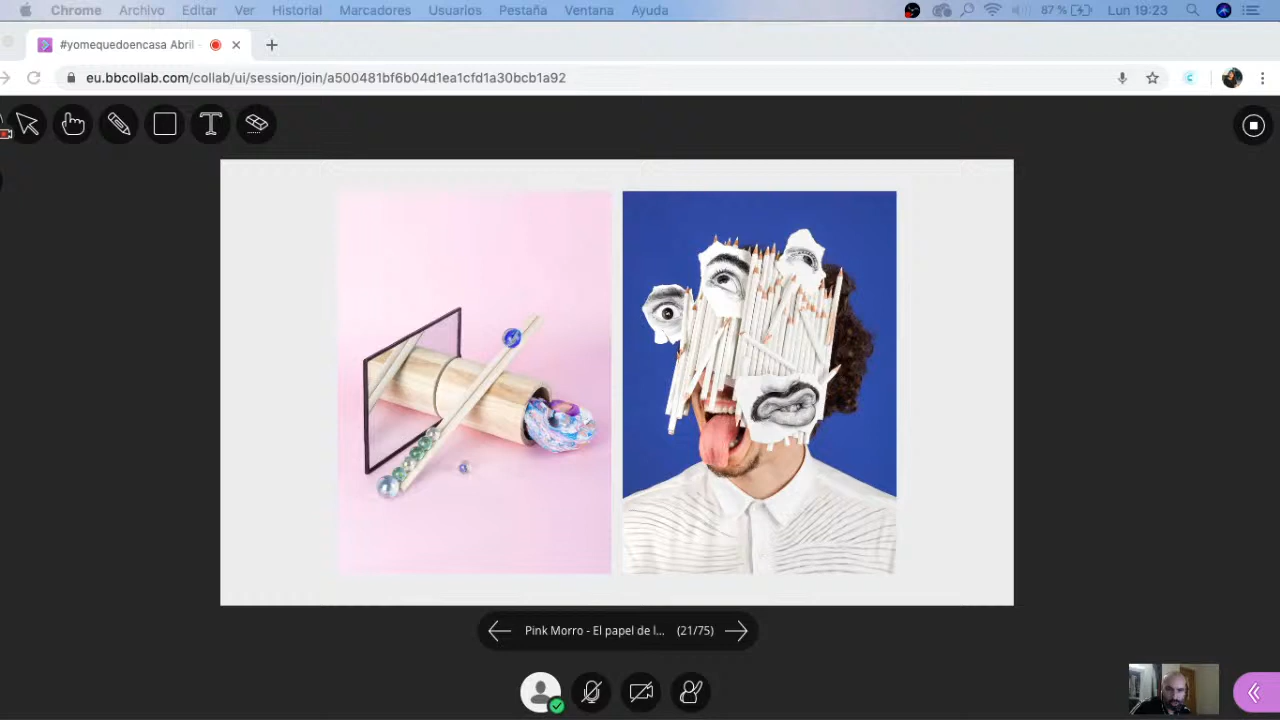 Chrome Archivo Editar Ver Historial Marcadores Usuarios Pestaña Ventana Ayuda 87 % Lun 19:23
#yomequedoencasa Abril -
eu.bbcollab.com/collab/ui/session/join/a500481bf6b04d1ea1cfd1a30bcb1a92
T
Pink Morro - El papel de l... (21/75)